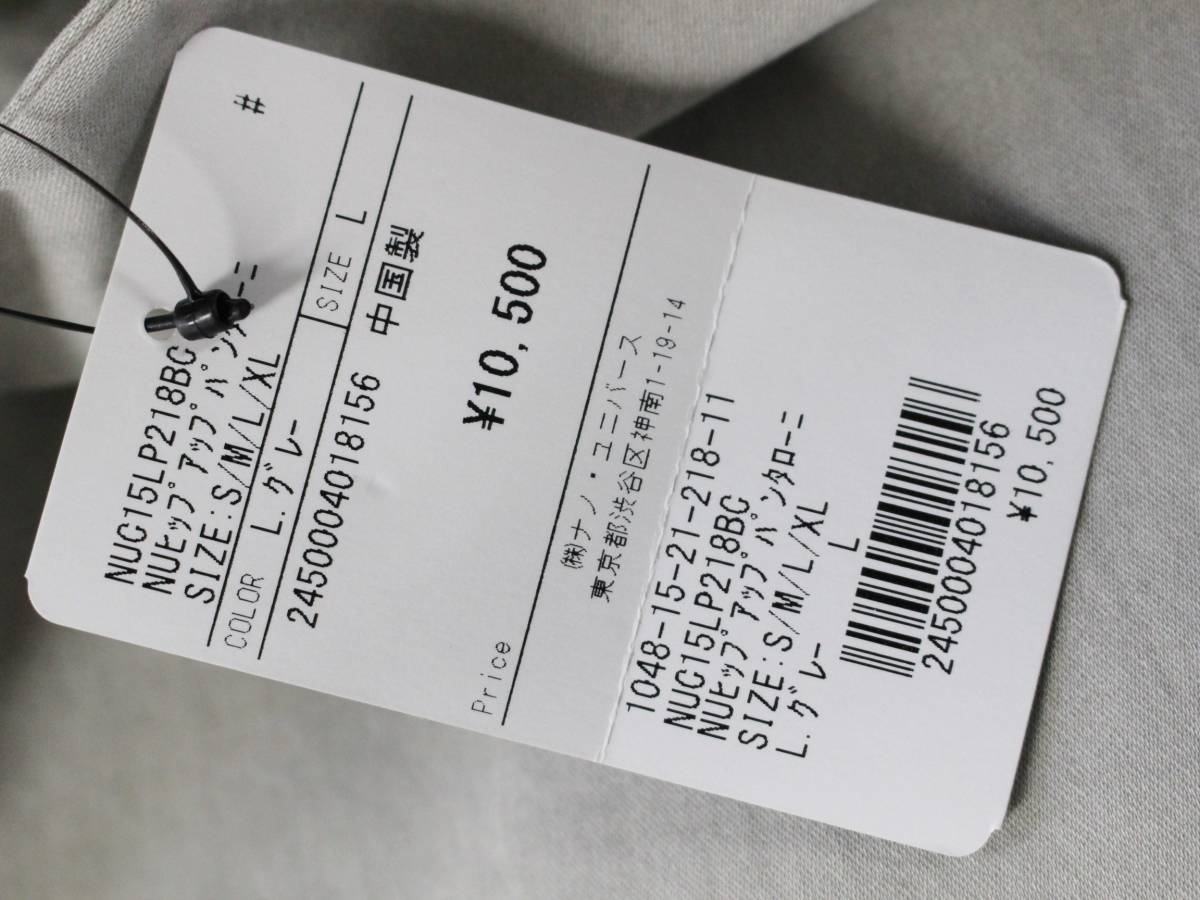 #
NUC15LP218BC
NUヒップアップパンタローニ
SIZE:S/M/L/XL
COLOR L.グレー SIZE L
2450004018156 中国製
Price ¥10,500
㈱ナノ・ユニバース
東京都渋谷区神南1-19-14
1048-15-21-218-11
NUC15LP218BC
NUヒップアップパンタローニ
SIZE:S/M/L/XL
L.グレー L
2450004018156
¥10,500